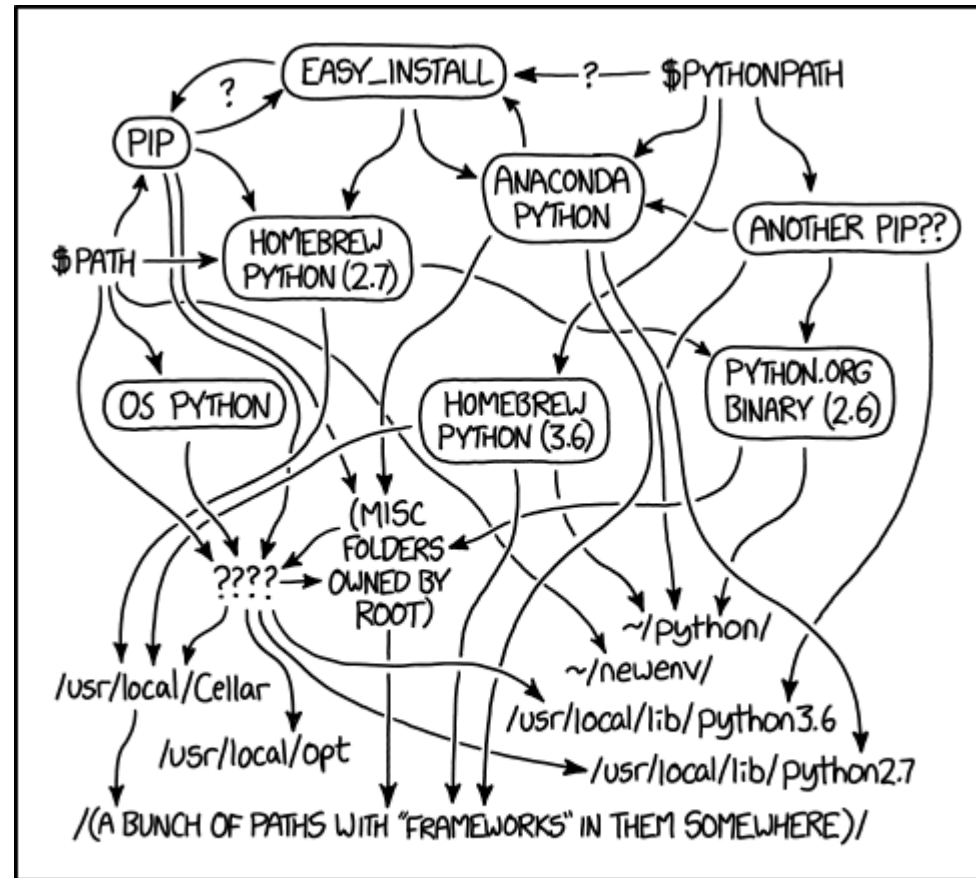 EASY_INSTALL
?
$PYTHONPATH
?
PIP
ANACONDA
PYTHON
ANOTHER PIP??
HOMEBREW
PYTHON (2.7)
$PATH
OS PYTHON
HOMEBREW
PYTHON (3.6)
PYTHON.ORG
BINARY (2.6)
(MISC
FOLDERS
OWNED BY
ROOT)
????
~/python/
~/newenv/
/usr/local/Cellar
/usr/local/lib/python3.6
/usr/local/opt
/usr/local/lib/python2.7
/(A BUNCH OF PATHS WITH "FRAMEWORKS" IN THEM SOMEWHERE)/